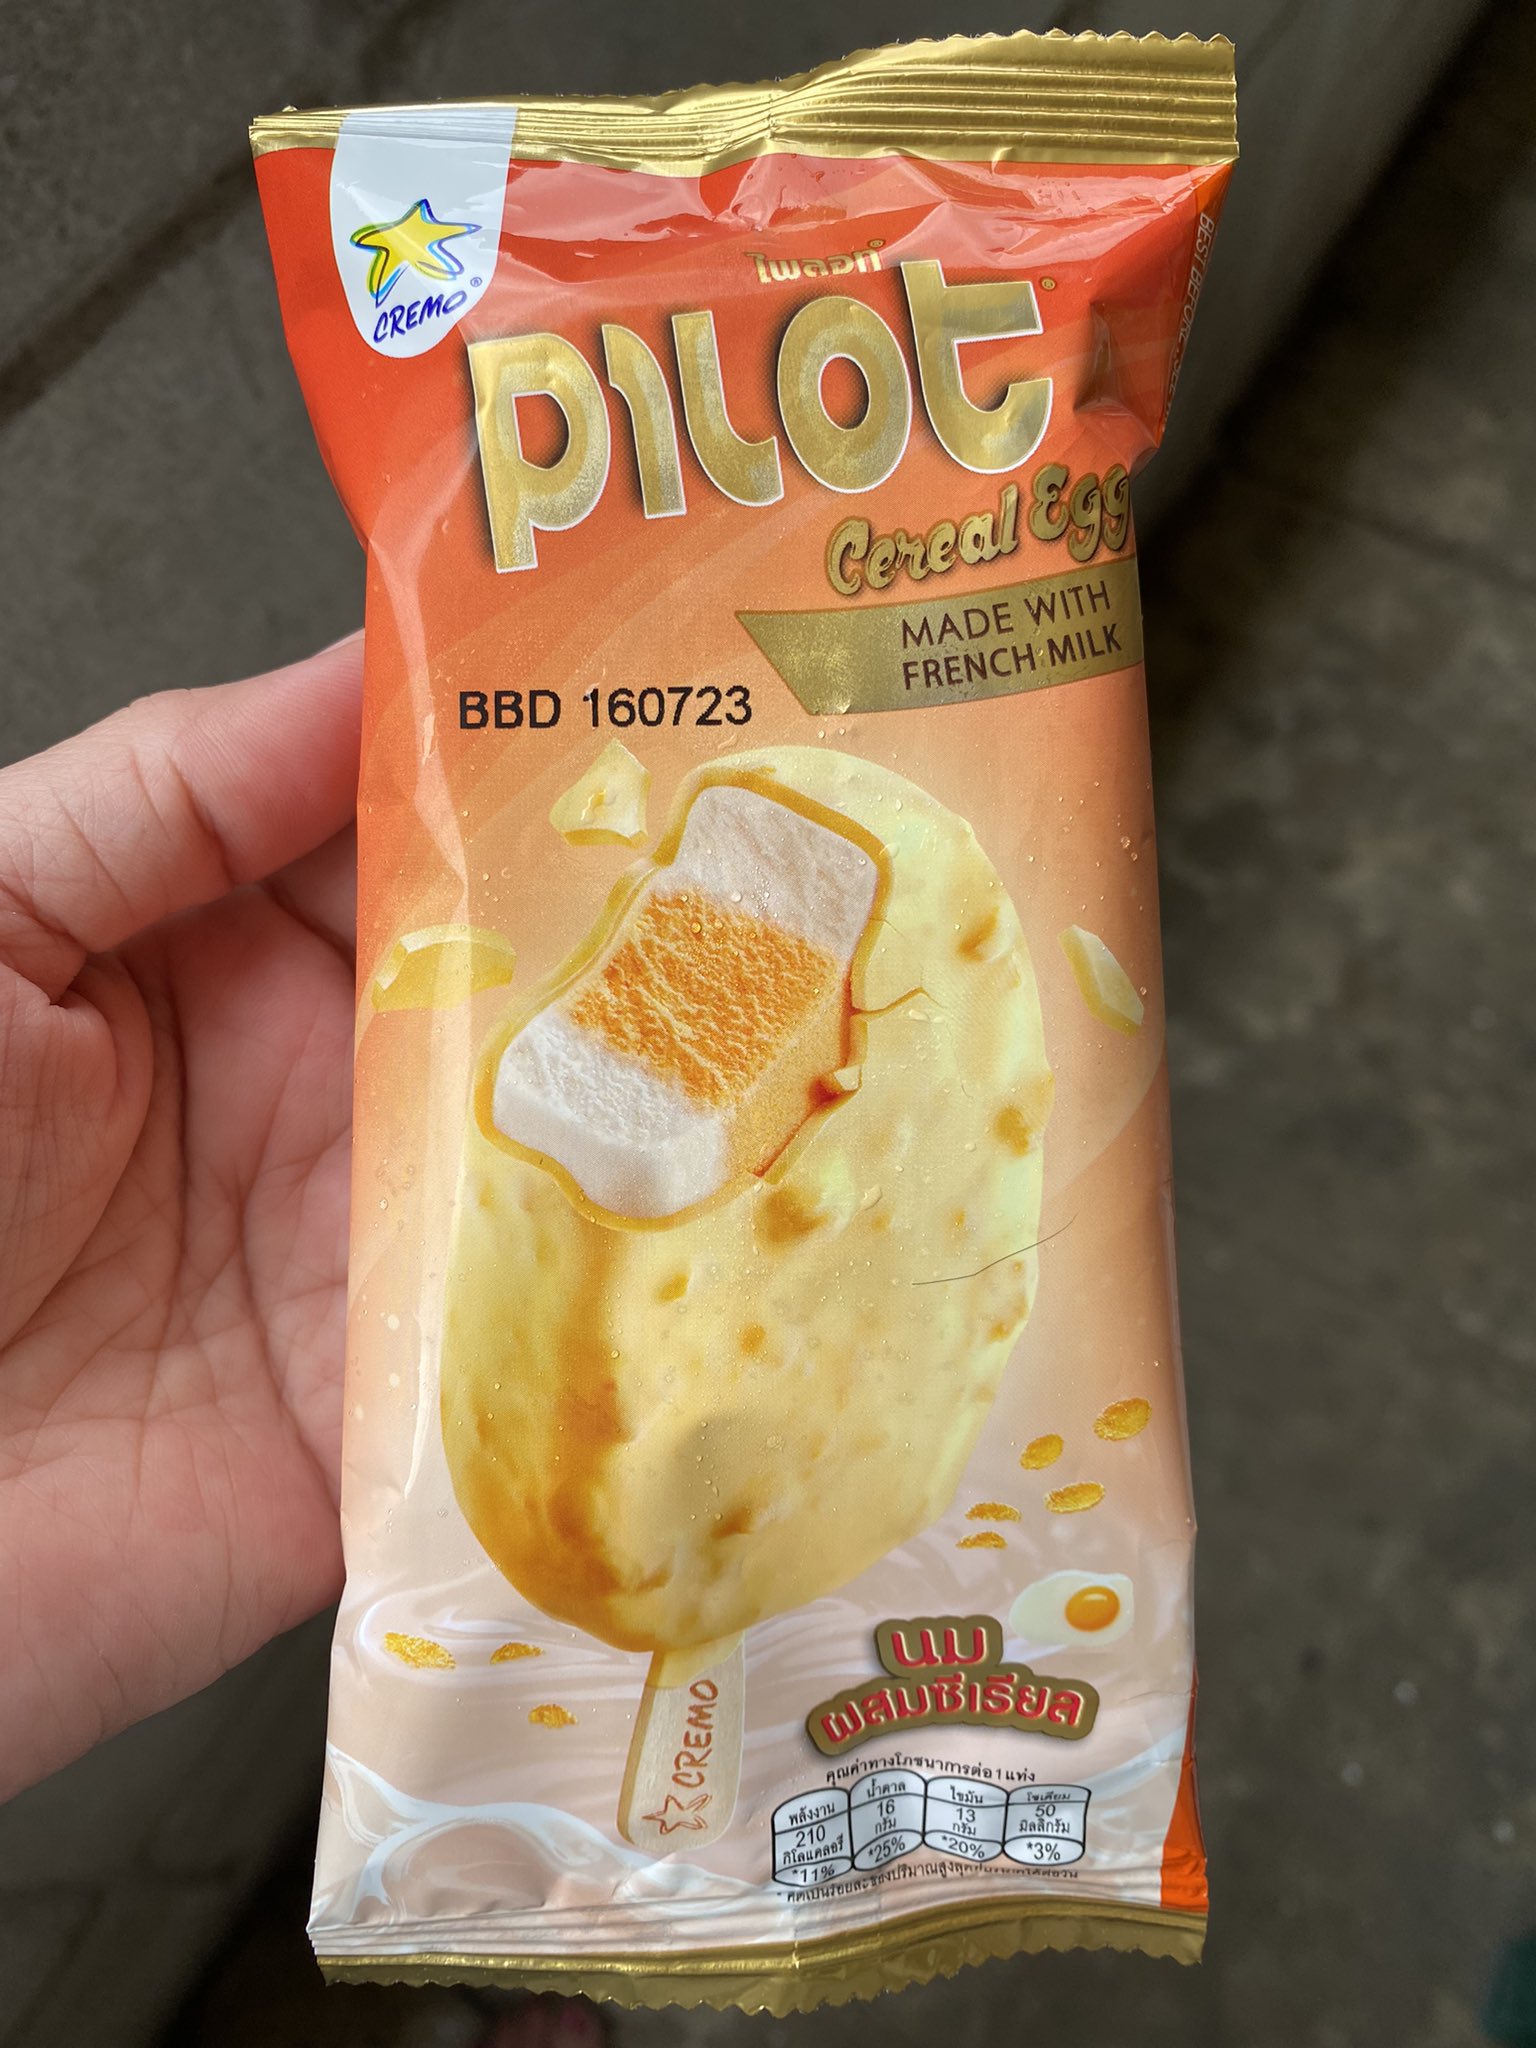 CREMO®
ไพลอท®
PILOT®
Cereal Egg
MADE WITH
FRENCH MILK
BEST BEFORE
BBD 160723
CREMO
นม
ผสมซีเรียล
คุณค่าทางโภชนาการต่อ 1 แท่ง
พลังงาน น้ำตาล ไขมัน โซเดียม
210 16 13 50
กิโลแคลอรี กรัม กรัม มิลลิกรัม
*11% *25% *20% *3%